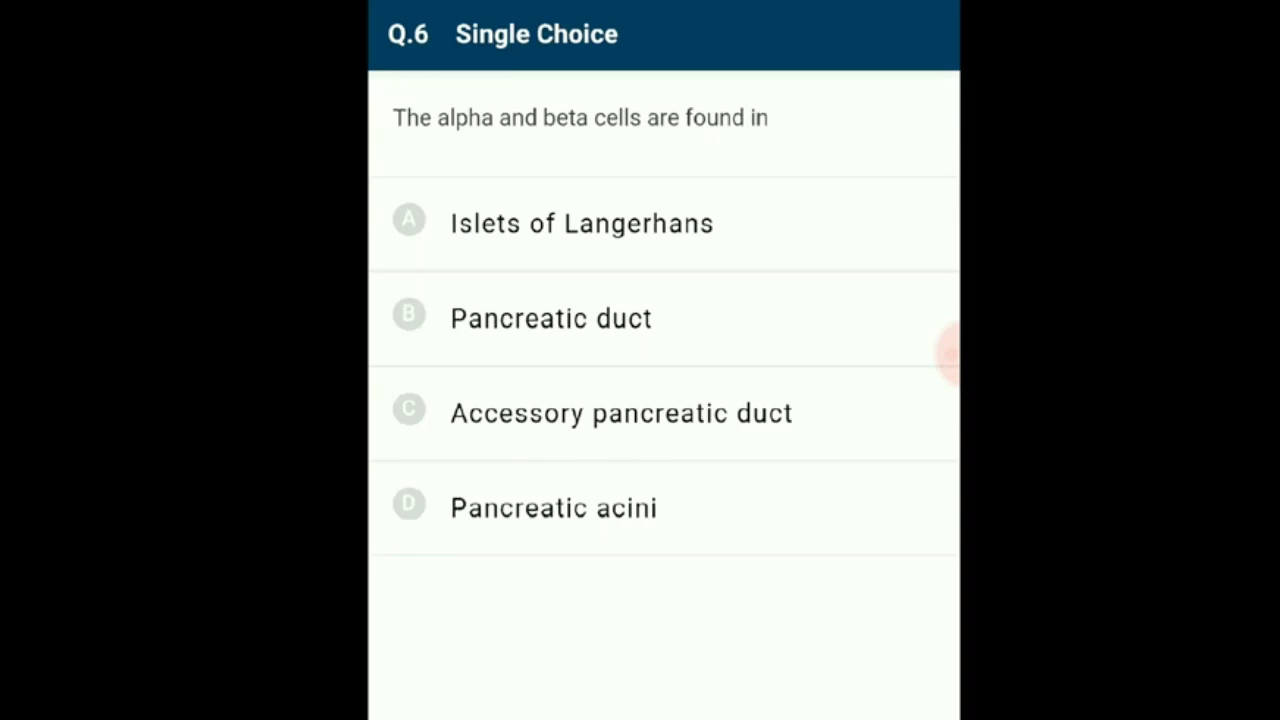 Q.6 Single Choice
The alpha and beta cells are found in
A Islets of Langerhans
B Pancreatic duct
C Accessory pancreatic duct
D Pancreatic acini